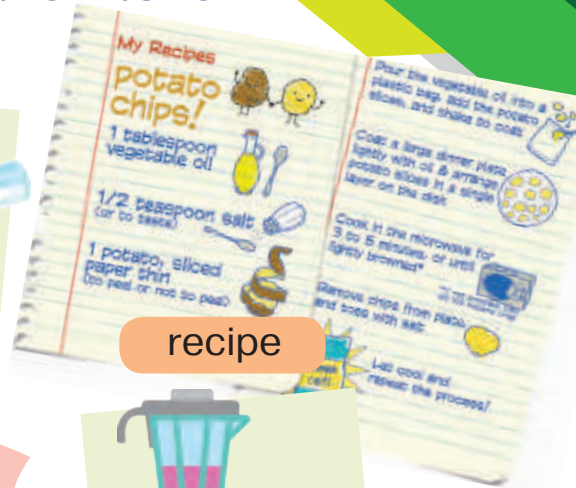 My Recipes
potato
chips!
1 tablespoon
vegetable oil
1/2 teaspoon salt
(or to taste)
1 potato, sliced
paper thin
(to peel or not so peel)
Pour the vegetable oil into a
plastic bag, add the potato
slices, and shake to coat
Coat a large dinner plate
lightly with oil & arrange
potato slices in a single
layer on the dish
Cook in the microwave for
3 to 5 minutes, or until
lightly browned*
Remove chips from plate
and toss with salt
Let cool and
repeat the process!
recipe